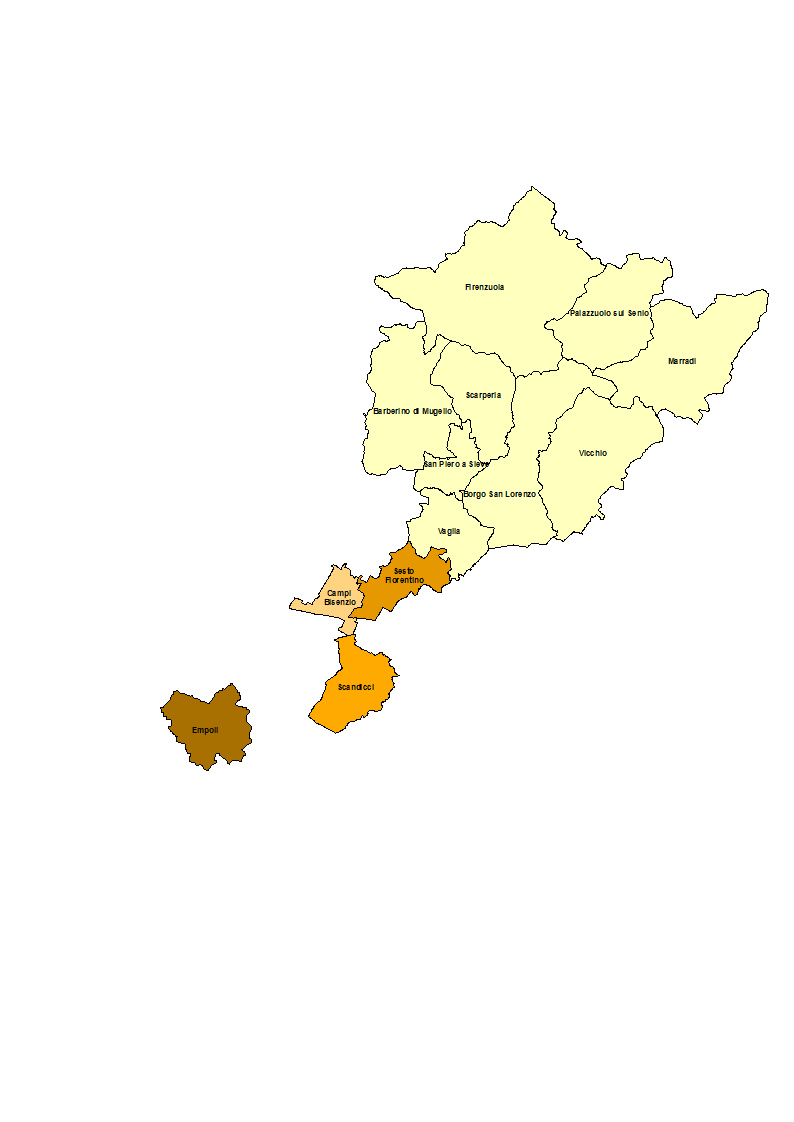 Firenzuola
Palazzuolo sul Senio
Marradi
Scarperia
Barberino di Mugello
Vicchio
San Piero a Sieve
Borgo San Lorenzo
Vaglia
Sesto
Fiorentino
Campi
Bisenzio
Scandicci
Empoli